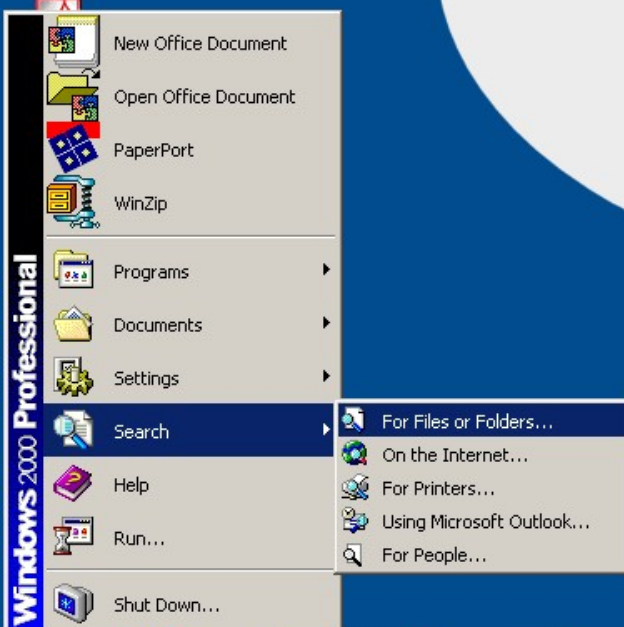 New Office Document
Open Office Document
PaperPort
WinZip
Programs
Documents
Settings
Search
Help
Run...
Shut Down...
For Files or Folders...
On the Internet...
For Printers...
Using Microsoft Outlook...
For People...
Windows 2000 Professional